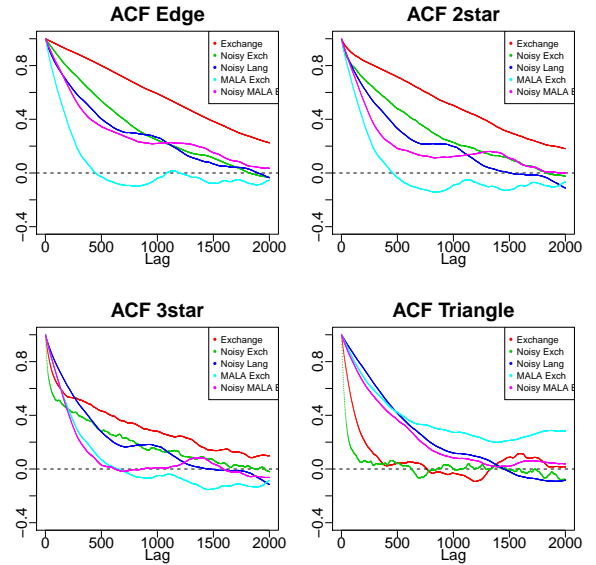 ACF Edge
Exchange
Noisy Exch
Noisy Lang
MALA Exch
Noisy MALA E
0.8
0.4
0.0
−0.4
0
500
1000
1500
2000
Lag
ACF 2star
Exchange
Noisy Exch
Noisy Lang
MALA Exch
Noisy MALA E
0.8
0.4
0.0
−0.4
0
500
1000
1500
2000
Lag
ACF 3star
Exchange
Noisy Exch
Noisy Lang
MALA Exch
Noisy MALA E
0.8
0.4
0.0
−0.4
0
500
1000
1500
2000
Lag
ACF Triangle
Exchange
Noisy Exch
Noisy Lang
MALA Exch
Noisy MALA E
0.8
0.4
0.0
−0.4
0
500
1000
1500
2000
Lag